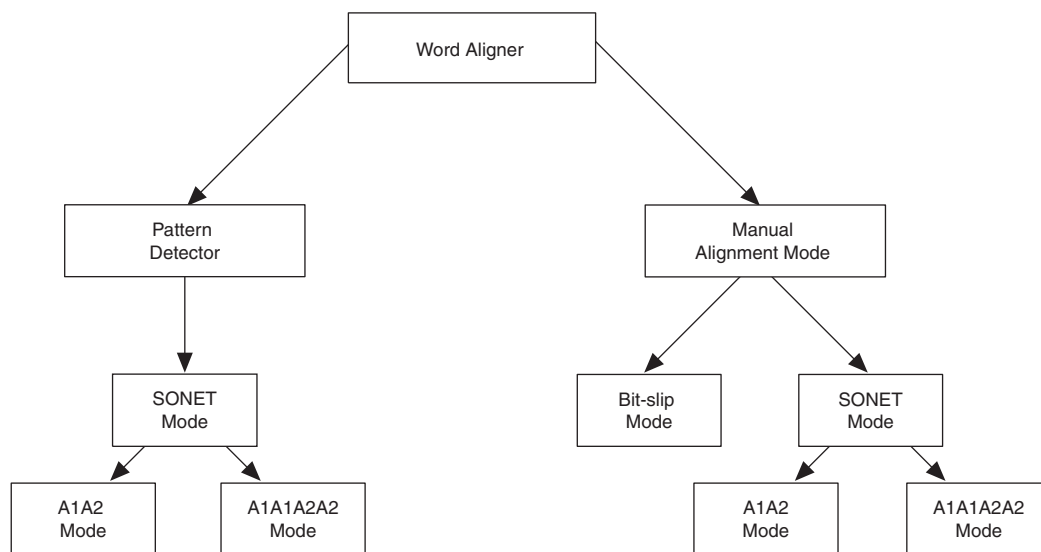 Word Aligner
Pattern
Detector
Manual
Alignment Mode
SONET
Mode
Bit-slip
Mode
SONET
Mode
A1A2
Mode
A1A1A2A2
Mode
A1A2
Mode
A1A1A2A2
Mode